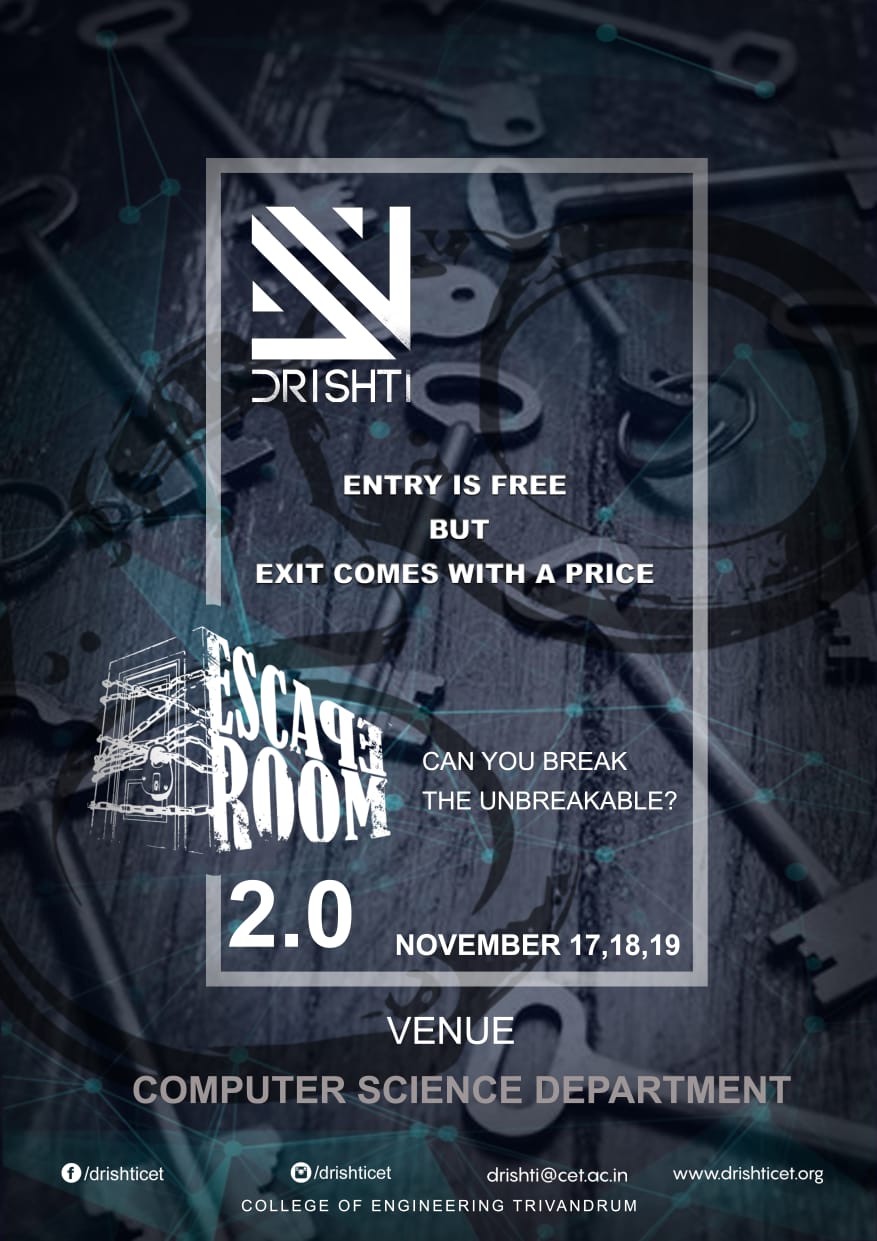 DRISHTI
ENTRY IS FREE
BUT
EXIT COMES WITH A PRICE
ESCAPE
ROOM
CAN YOU BREAK
THE UNBREAKABLE?
2.0
NOVEMBER 17,18,19
VENUE
COMPUTER SCIENCE DEPARTMENT
/drishticet /drishticet drishti@cet.ac.in www.drishticet.org
COLLEGE OF ENGINEERING TRIVANDRUM